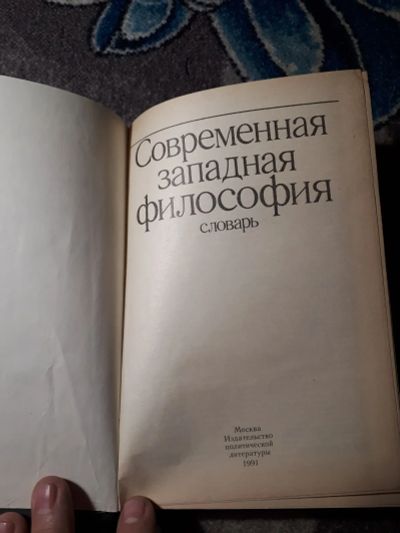 Современная
западная
философия
словарь
Москва
Издательство
политической
литературы
1991